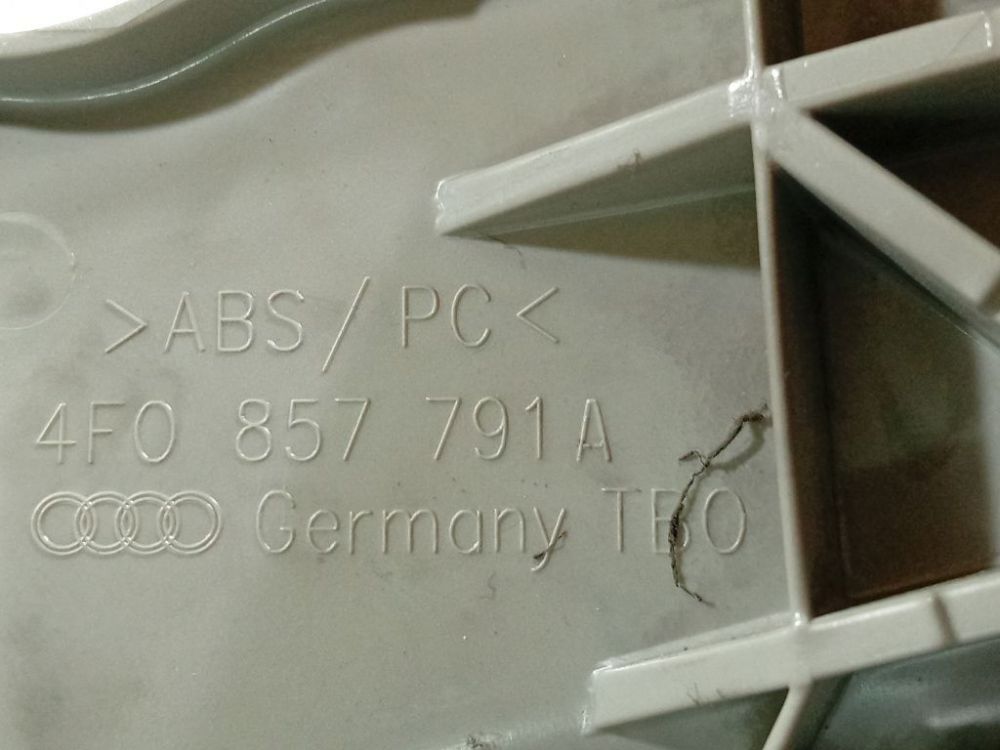 >ABS/PC<
4F0 857 791A
Germany TBO